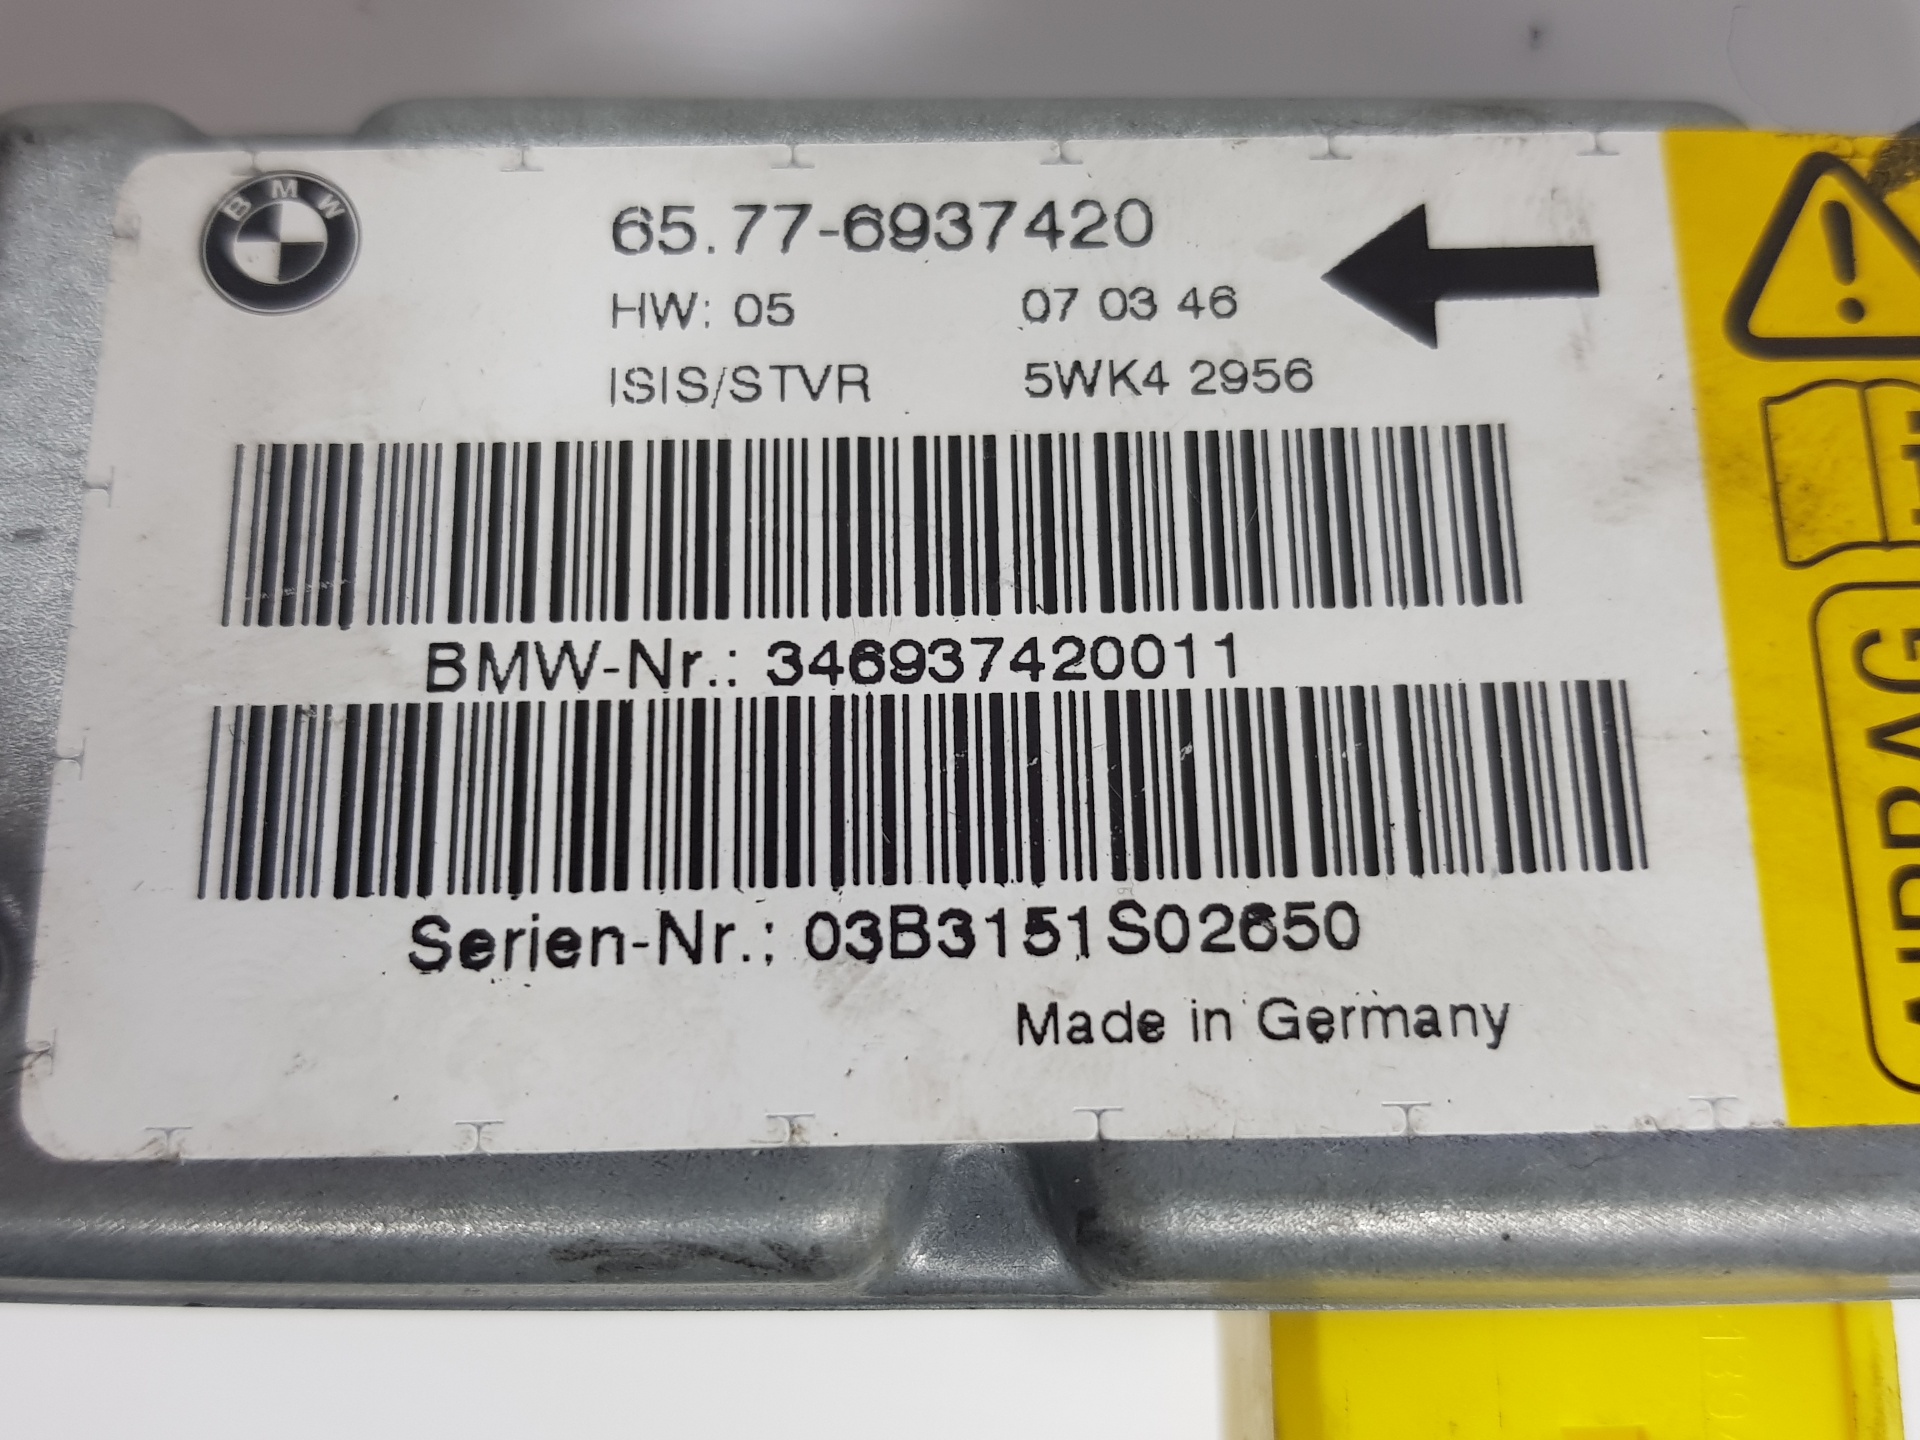 BMW
65.77-6937420
HW: 05 07 03 46
ISIS/STVR 5WK4 2956
BMW-Nr.: 346937420011
Serien-Nr.: 03B3151S02650
Made in Germany
AIRBAG